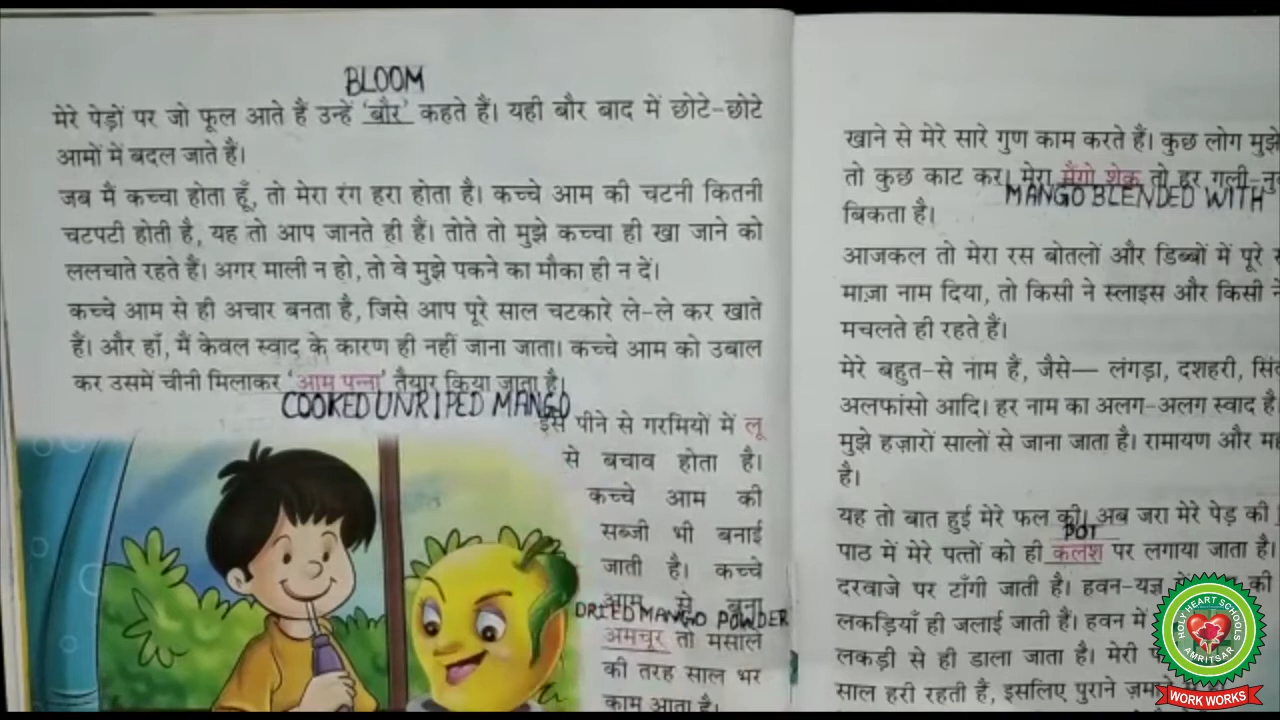 BLOOM
मेरे पेड़ों पर जो फूल आते हैं उन्हें ‘बौर’ कहते हैं। यही बौर बाद में छोटे-छोटे
आमों में बदल जाते हैं।
जब मैं कच्चा होता हूँ, तो मेरा रंग हरा होता है। कच्चे आम की चटनी कितनी
चटपटी होती है, यह तो आप जानते ही हैं। तोते तो मुझे कच्चा ही खा जाने को
ललचाते रहते हैं। अगर माली न हो, तो वे मुझे पकने का मौका ही न दें।
कच्चे आम से ही अचार बनता है, जिसे आप पूरे साल चटकारे ले-ले कर खाते
हैं। और हाँ, मैं केवल स्वाद के कारण ही नहीं जाना जाता। कच्चे आम को उबाल
कर उसमें चीनी मिलाकर ‘आम पन्ना’ तैयार किया जाता है।
COOKED UNRIPED MANGO
इसे पीने से गरमियों में लू
से बचाव होता है।
कच्चे आम की
सब्जी भी बनाई
जाती है। कच्चे
आम से बना
DRIED MANGO POWDER
अमचूर तो मसाले
की तरह साल भर
काम आता है।
खाने से मेरे सारे गुण काम करते हैं। कुछ लोग मुझे
तो कुछ काट कर। मेरा मैंगो शेक तो हर गली-नु
MANGO BLENDED WITH
बिकता है।
आजकल तो मेरा रस बोतलों और डिब्बों में पूरे
माज़ा नाम दिया, तो किसी ने स्लाइस और किसी ने
मचलते ही रहते हैं।
मेरे बहुत-से नाम हैं, जैसे— लंगड़ा, दशहरी, सिंद
अलफांसो आदि। हर नाम का अलग-अलग स्वाद है
मुझे हज़ारों सालों से जाना जाता है। रामायण और मह
है।
यह तो बात हुई मेरे फल की। अब जरा मेरे पेड़ की
POT
पाठ में मेरे पत्तों को ही कलश पर लगाया जाता है।
दरवाजे पर टाँगी जाती है। हवन-यज्ञ की
लकड़ियाँ ही जलाई जाती हैं। हवन में
लकड़ी से ही डाला जाता है। मेरी
साल हरी रहती हैं, इसलिए पुराने ज़मा
HOLY HEART SCHOOLS
AMRITSAR
WORK WORKS